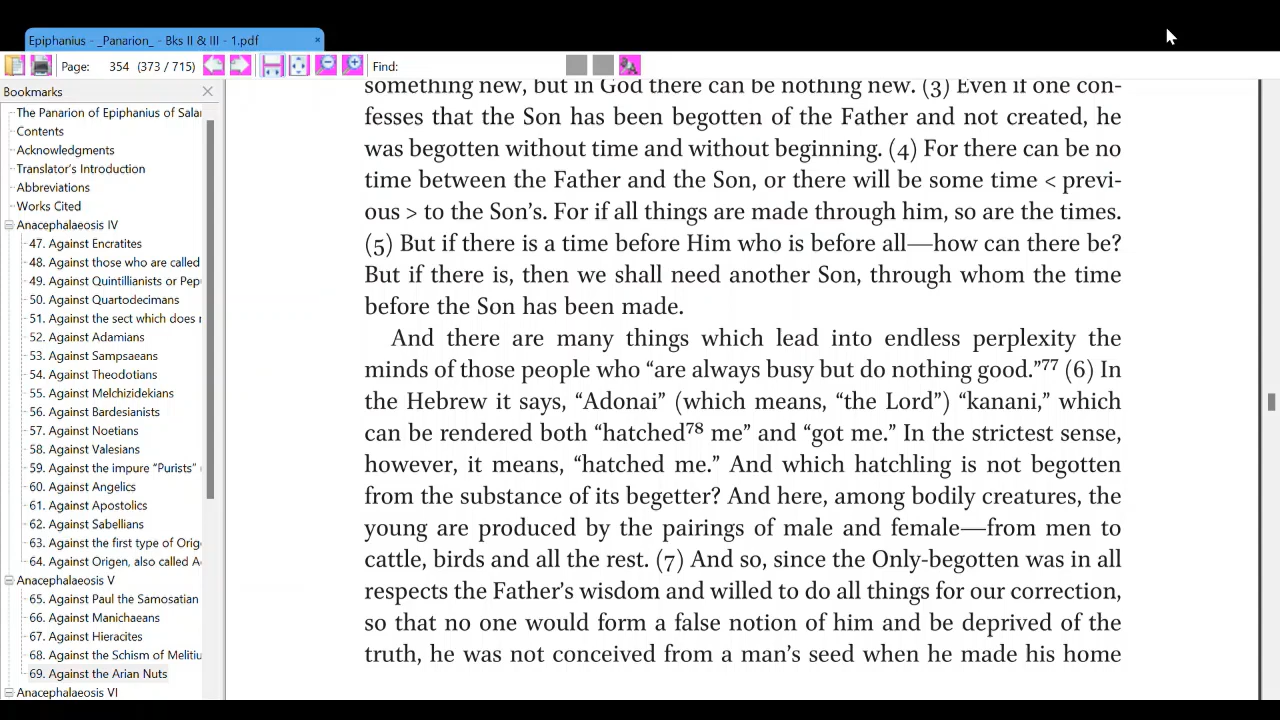 Epiphanius - _Panarion_ - Bks II & III - 1.pdf
Page: 354 (373 / 715) Find:
Bookmarks
The Panarion of Epiphanius of Sala
Contents
Acknowledgments
Translator's Introduction
Abbreviations
Works Cited
Anacephalaeosis IV
47. Against Encratites
48. Against those who are called
49. Against Quintillianists or Pep
50. Against Quartodecimans
51. Against the sect which does
52. Against Adamians
53. Against Sampsaeans
54. Against Theodotians
55. Against Melchizidekians
56. Against Bardesianists
57. Against Noetians
58. Against Valesians
59. Against the impure “Purists” (
60. Against Angelics
61. Against Apostolics
62. Against Sabellians
63. Against the first type of Orig
64. Against Origen, also called A
Anacephalaeosis V
65. Against Paul the Samosatian
66. Against Manichaeans
67. Against Hieracites
68. Against the Schism of Melitiu
69. Against the Arian Nuts
Anacephalaeosis VI
something new, but in God there can be nothing new. (3) Even if one con-
fesses that the Son has been begotten of the Father and not created, he
was begotten without time and without beginning. (4) For there can be no
time between the Father and the Son, or there will be some time < previ-
ous > to the Son's. For if all things are made through him, so are the times.
(5) But if there is a time before Him who is before all—how can there be?
But if there is, then we shall need another Son, through whom the time
before the Son has been made.
And there are many things which lead into endless perplexity the
minds of those people who “are always busy but do nothing good.”77 (6) In
the Hebrew it says, “Adonai” (which means, “the Lord”) “kanani,” which
can be rendered both “hatched78 me” and “got me.” In the strictest sense,
however, it means, “hatched me.” And which hatchling is not begotten
from the substance of its begetter? And here, among bodily creatures, the
young are produced by the pairings of male and female—from men to
cattle, birds and all the rest. (7) And so, since the Only-begotten was in all
respects the Father's wisdom and willed to do all things for our correction,
so that no one would form a false notion of him and be deprived of the
truth, he was not conceived from a man's seed when he made his home